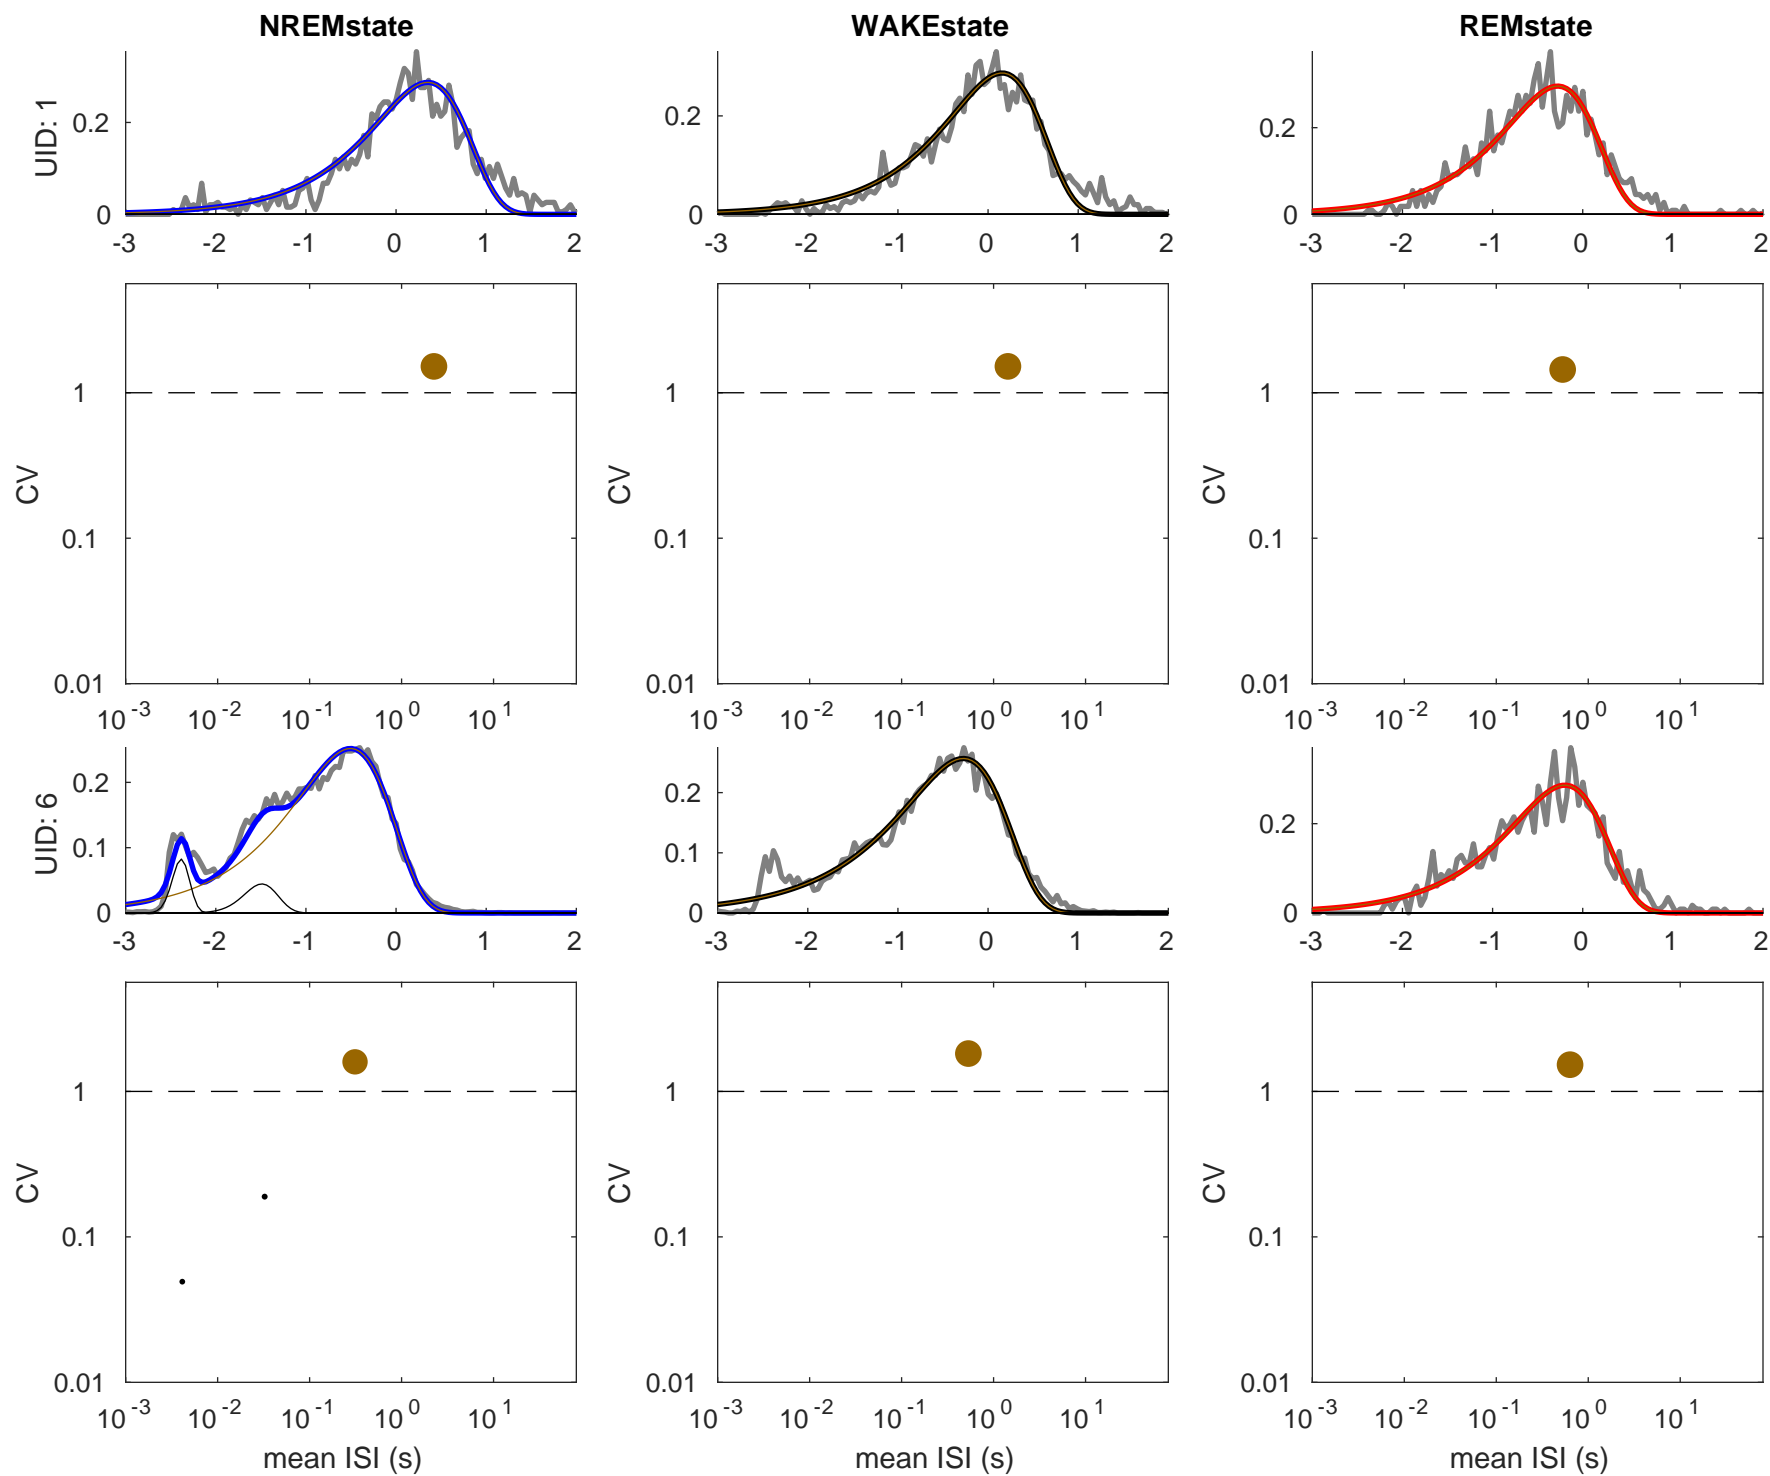 NREMstate WAKEstate REMstate
UID: 1
0.2 0.2 0.2
0 0 0
-3 -2 -1 0 1 2 -3 -2 -1 0 1 2 -3 -2 -1 0 1 2
CV CV CV
1 1 1
0.1 0.1 0.1
0.01 0.01 0.01
10^-3 10^-2 10^-1 10^0 10^1 10^-3 10^-2 10^-1 10^0 10^1 10^-3 10^-2 10^-1 10^0 10^1
UID: 6
0.2 0.2 0.2
0.1 0.1
0 0 0
-3 -2 -1 0 1 2 -3 -2 -1 0 1 2 -3 -2 -1 0 1 2
CV CV CV
1 1 1
0.1 0.1 0.1
0.01 0.01 0.01
10^-3 10^-2 10^-1 10^0 10^1 10^-3 10^-2 10^-1 10^0 10^1 10^-3 10^-2 10^-1 10^0 10^1
mean ISI (s) mean ISI (s) mean ISI (s)